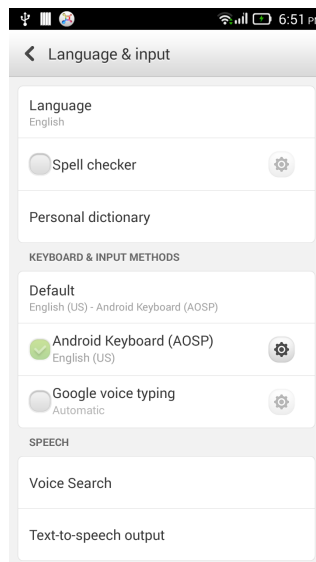 6:51 PM
Language & input
Language
English
Spell checker
Personal dictionary
KEYBOARD & INPUT METHODS
Default
English (US) - Android Keyboard (AOSP)
Android Keyboard (AOSP)
English (US)
Google voice typing
Automatic
SPEECH
Voice Search
Text-to-speech output